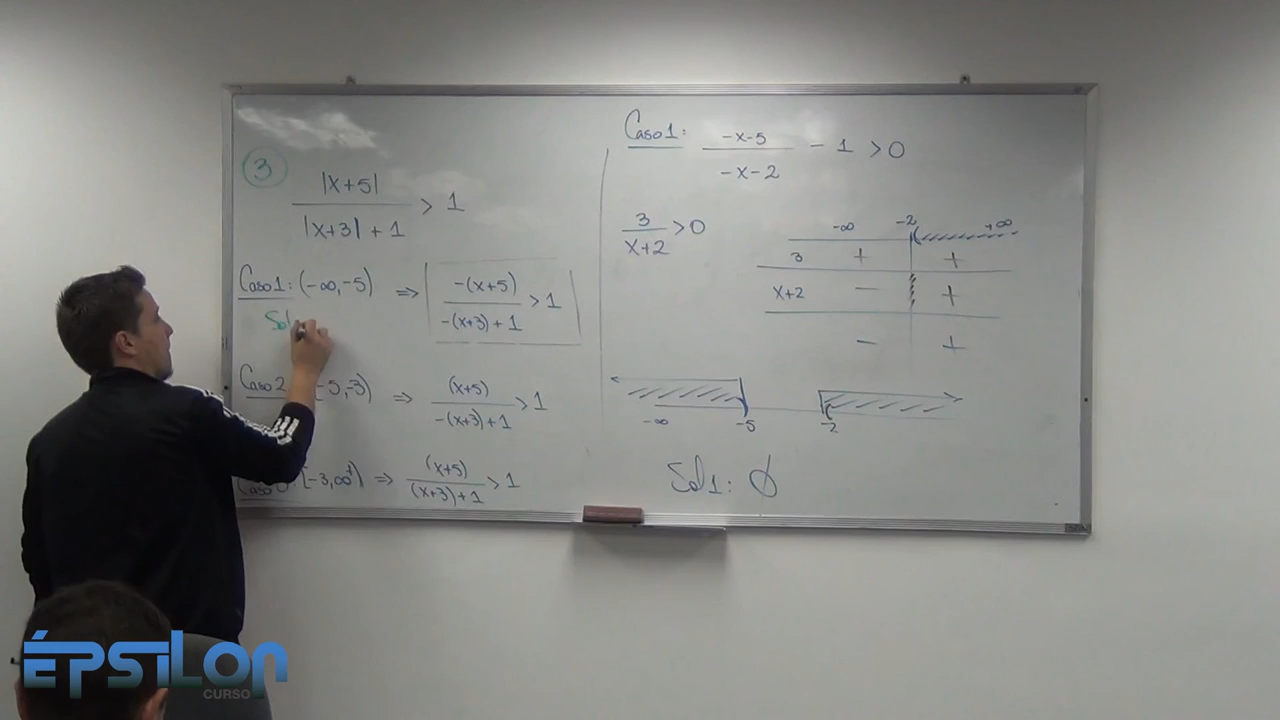 3
|x+5|
|x+3| + 1
> 1
Caso 1: (-∞, -5) ⇒ -(x+5)
-(x+3) + 1
> 1
Sol
Caso 2 -5, -3) ⇒ (x+5)
-(x+3) + 1
> 1
[-3, ∞+) ⇒ (x+5)
(x+3) + 1
> 1
Caso 1: -x-5
-x-2
- 1 > 0
3
x+2
> 0
-∞ -2 +∞
3 + +
x+2 - +
- +
-∞ -5 -2
Sol 1: ∅
ÉPSILON
CURSO